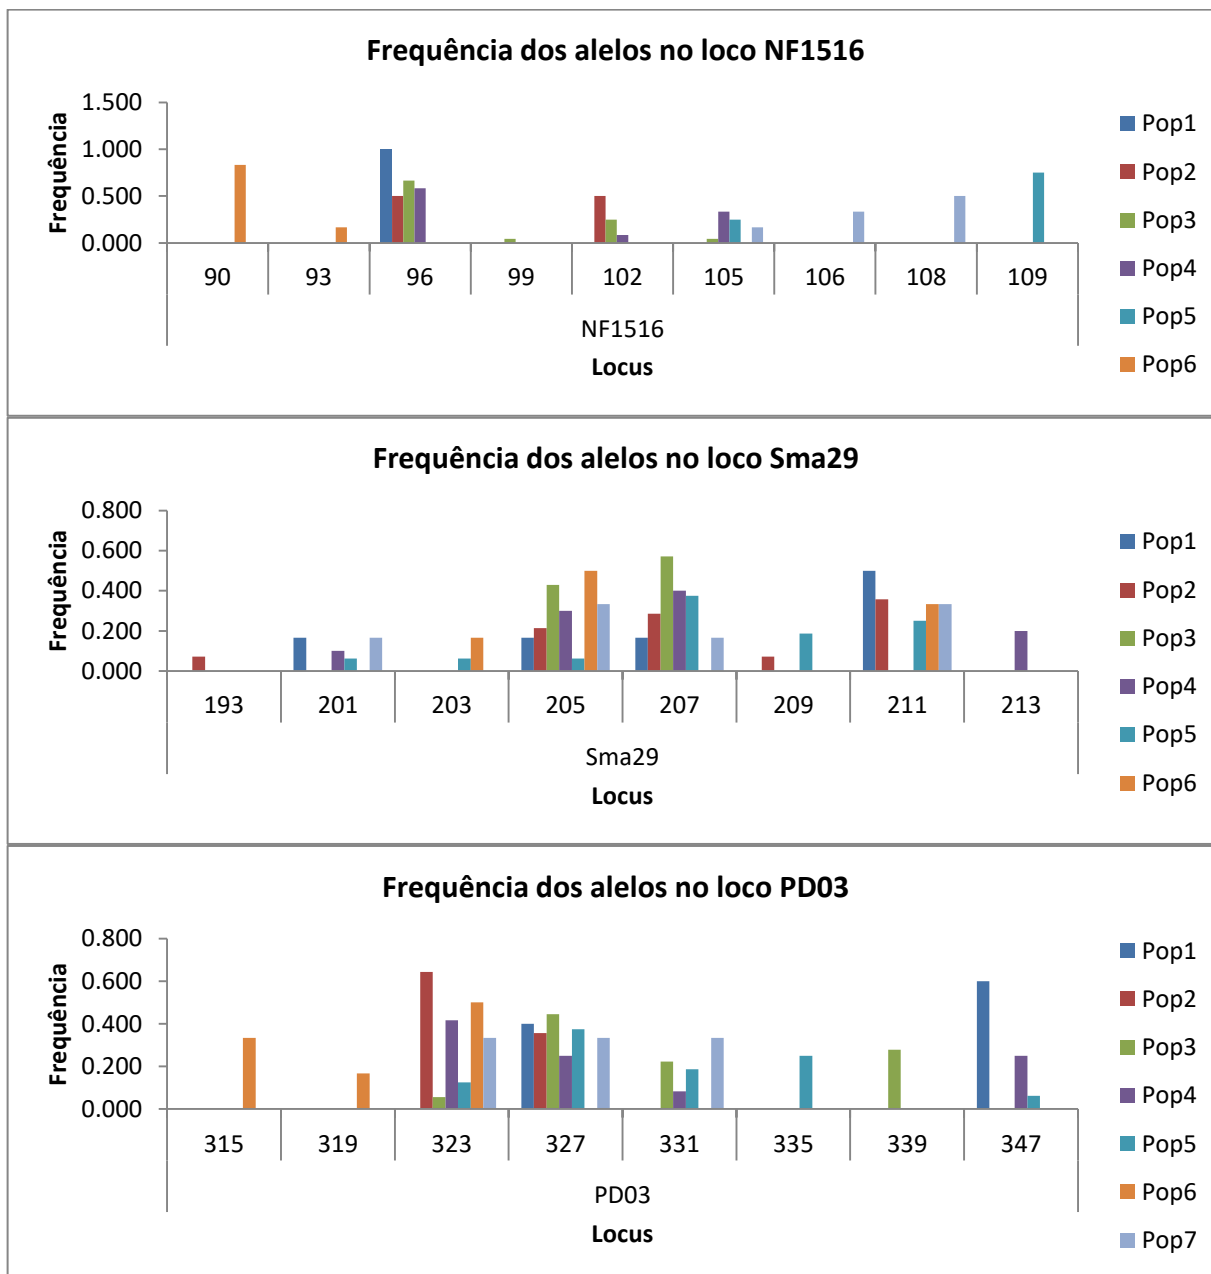 Frequência dos alelos no loco NF1516
1.500
1.000
0.500
0.000
Frequência
90 93 96 99 102 105 106 108 109
NF1516
Locus
Pop1
Pop2
Pop3
Pop4
Pop5
Pop6
Frequência dos alelos no loco Sma29
0.800
0.600
0.400
0.200
0.000
Frequência
193 201 203 205 207 209 211 213
Sma29
Locus
Pop1
Pop2
Pop3
Pop4
Pop5
Pop6
Frequência dos alelos no loco PD03
0.800
0.600
0.400
0.200
0.000
Frequência
315 319 323 327 331 335 339 347
PD03
Locus
Pop1
Pop2
Pop3
Pop4
Pop5
Pop6
Pop7